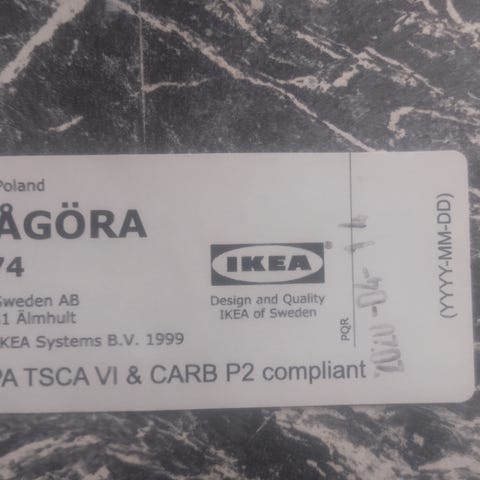 Poland
ÅGÖRA
74
Sweden AB
1 Älmhult
IKEA Systems B.V. 1999
IKEA®
Design and Quality
IKEA of Sweden
PQR
2020-04-
(YYYY-MM-DD)
PA TSCA VI & CARB P2 compliant